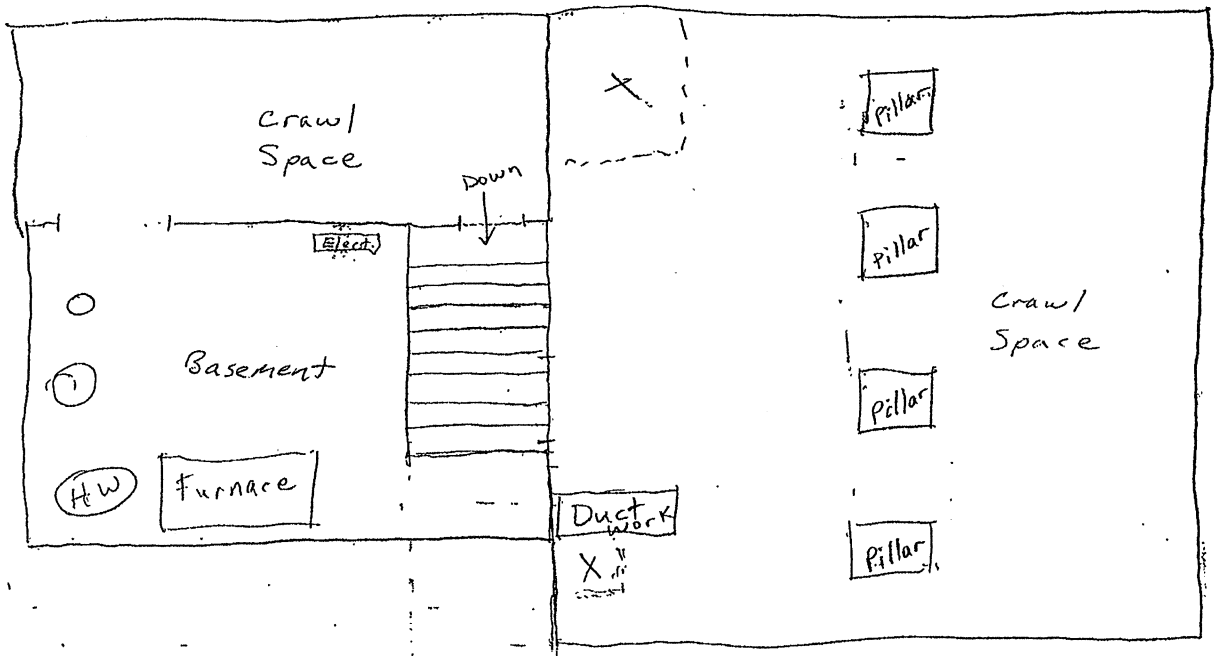 Crawl
Space
X
Pillar
Down
Elect.
Pillar
Crawl
Space
Basement
Pillar
HW
Furnace
Duct
work
Pillar
X